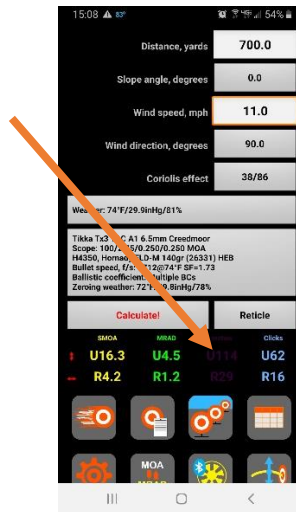 15:08 83° 54%
Distance, yards 700.0
Slope angle, degrees 0.0
Wind speed, mph 11.0
Wind direction, degrees 90.0
Coriolis effect 38/86
Weather: 74°F/29.9inHg/81%
Tikka Tx3 A1 6.5mm Creedmoor
Scope: 0.250/0.250 MOA
H4350, Hornady ELD-M 140gr (26331) HEB
Bullet speed, f/s: 74°F SF=1.73
Ballistic coefficient: Multiple BCs
Zeroing weather: 72°F/29.8inHg/78%
Calculate! Reticle
SMOA MRAD Clicks
U16.3 U4.5 U114 U62
R4.2 R1.2 R29 R16
MOA
MRAD